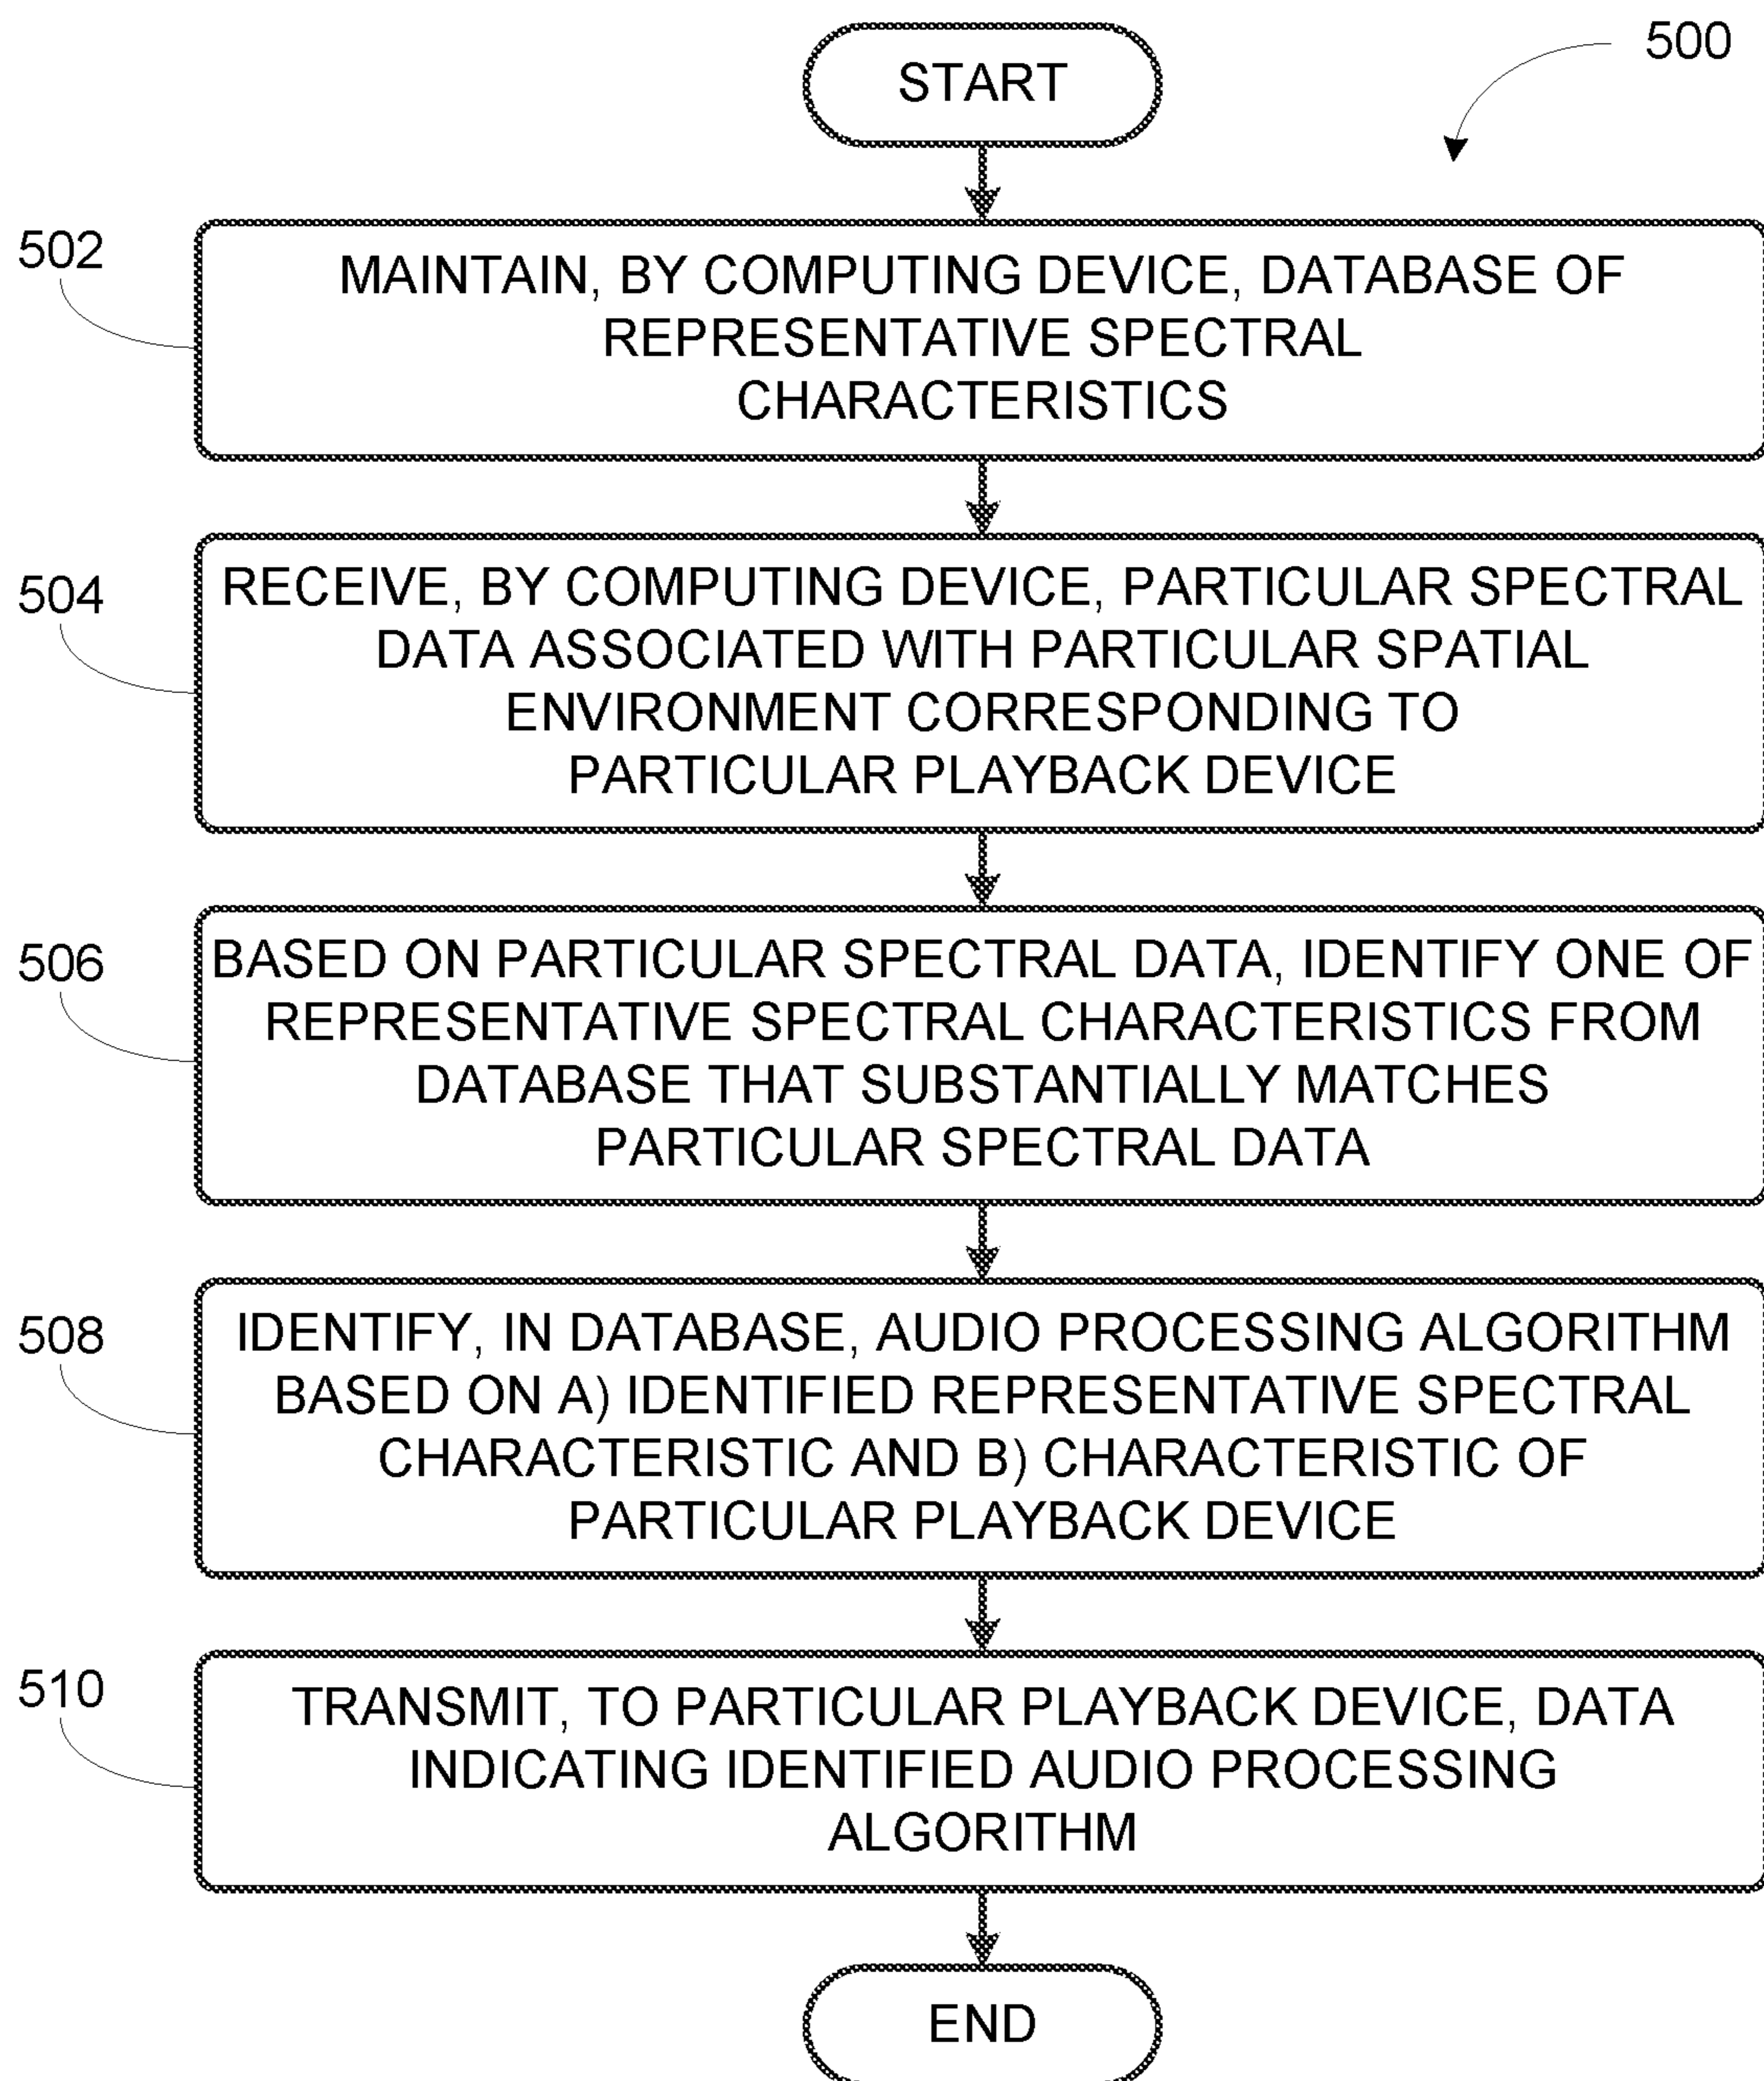 START
500
502
MAINTAIN, BY COMPUTING DEVICE, DATABASE OF
REPRESENTATIVE SPECTRAL
CHARACTERISTICS
504
RECEIVE, BY COMPUTING DEVICE, PARTICULAR SPECTRAL
DATA ASSOCIATED WITH PARTICULAR SPATIAL
ENVIRONMENT CORRESPONDING TO
PARTICULAR PLAYBACK DEVICE
506
BASED ON PARTICULAR SPECTRAL DATA, IDENTIFY ONE OF
REPRESENTATIVE SPECTRAL CHARACTERISTICS FROM
DATABASE THAT SUBSTANTIALLY MATCHES
PARTICULAR SPECTRAL DATA
508
IDENTIFY, IN DATABASE, AUDIO PROCESSING ALGORITHM
BASED ON A) IDENTIFIED REPRESENTATIVE SPECTRAL
CHARACTERISTIC AND B) CHARACTERISTIC OF
PARTICULAR PLAYBACK DEVICE
510
TRANSMIT, TO PARTICULAR PLAYBACK DEVICE, DATA
INDICATING IDENTIFIED AUDIO PROCESSING
ALGORITHM
END